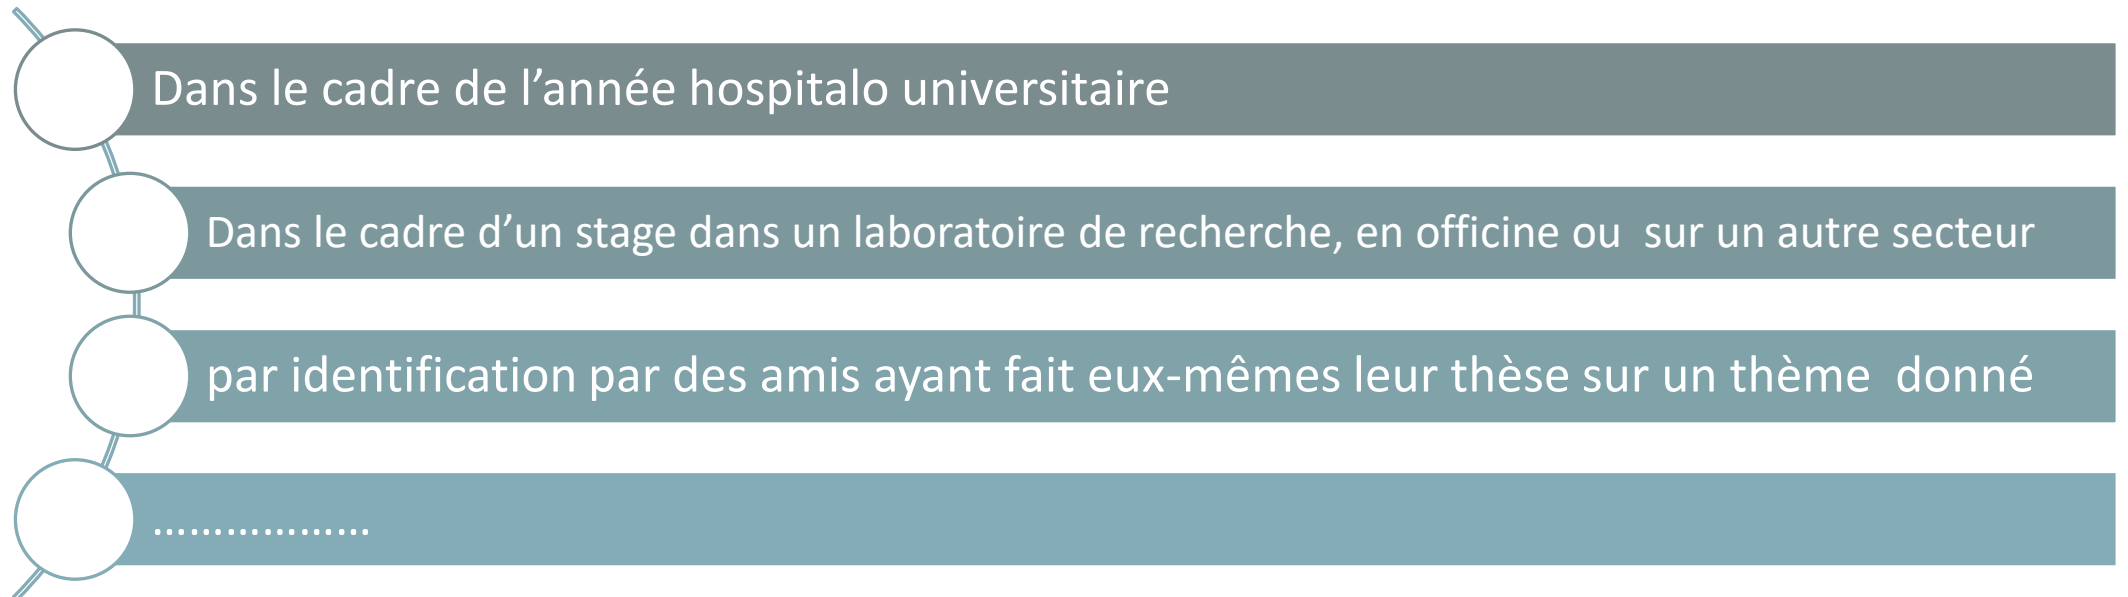 Dans le cadre de l’année hospitalo universitaire
Dans le cadre d’un stage dans un laboratoire de recherche, en officine ou  sur un autre secteur
par identification par des amis ayant fait eux-mêmes leur thèse sur un thème  donné
..................